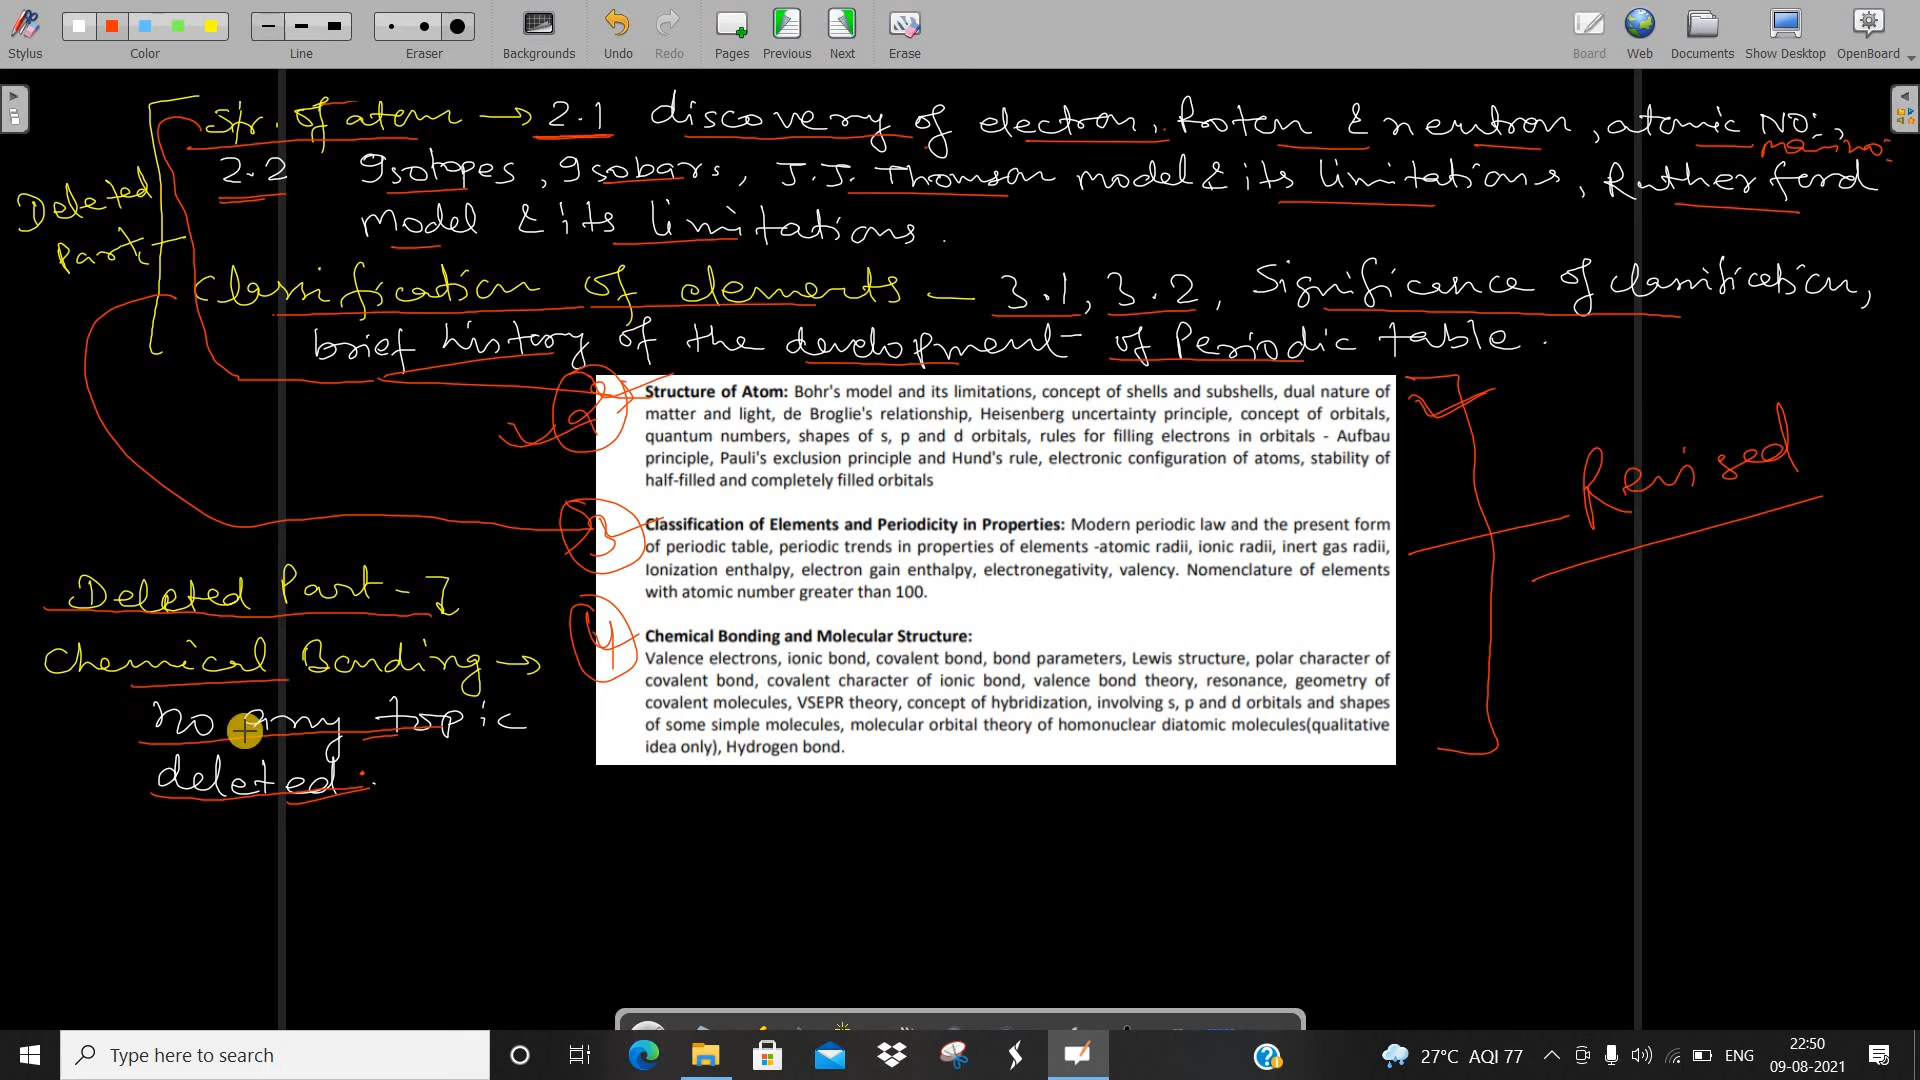 Stylus
Color
Line
Eraser
Backgrounds
Undo
Redo
Pages
Previous
Next
Erase
Board
Web
Documents
Show Desktop
OpenBoard
Str. of atom → 2.1 discovery of electron, Proton & neutron, atomic NO:,
2.2 Isotopes, Isobars, J.J. Thomson model & its limitations, Rutherford
model & its limitations.
Deleted
part
Classification of elements - 3.1, 3.2, Significance of classification,
brief history of the development of Periodic table.
2
Structure of Atom: Bohr's model and its limitations, concept of shells and subshells, dual nature of
matter and light, de Broglie's relationship, Heisenberg uncertainty principle, concept of orbitals,
quantum numbers, shapes of s, p and d orbitals, rules for filling electrons in orbitals - Aufbau
principle, Pauli's exclusion principle and Hund's rule, electronic configuration of atoms, stability of
half-filled and completely filled orbitals
3
Classification of Elements and Periodicity in Properties: Modern periodic law and the present form
of periodic table, periodic trends in properties of elements -atomic radii, ionic radii, inert gas radii,
Ionization enthalpy, electron gain enthalpy, electronegativity, valency. Nomenclature of elements
with atomic number greater than 100.
4
Chemical Bonding and Molecular Structure:
Valence electrons, ionic bond, covalent bond, bond parameters, Lewis structure, polar character of
covalent bond, covalent character of ionic bond, valence bond theory, resonance, geometry of
covalent molecules, VSEPR theory, concept of hybridization, involving s, p and d orbitals and shapes
of some simple molecules, molecular orbital theory of homonuclear diatomic molecules(qualitative
idea only), Hydrogen bond.
Revised
Deleted Part -
Chemical Bonding →
no any topic
deleted.
Type here to search
27°C AQI 77
ENG
22:50
09-08-2021